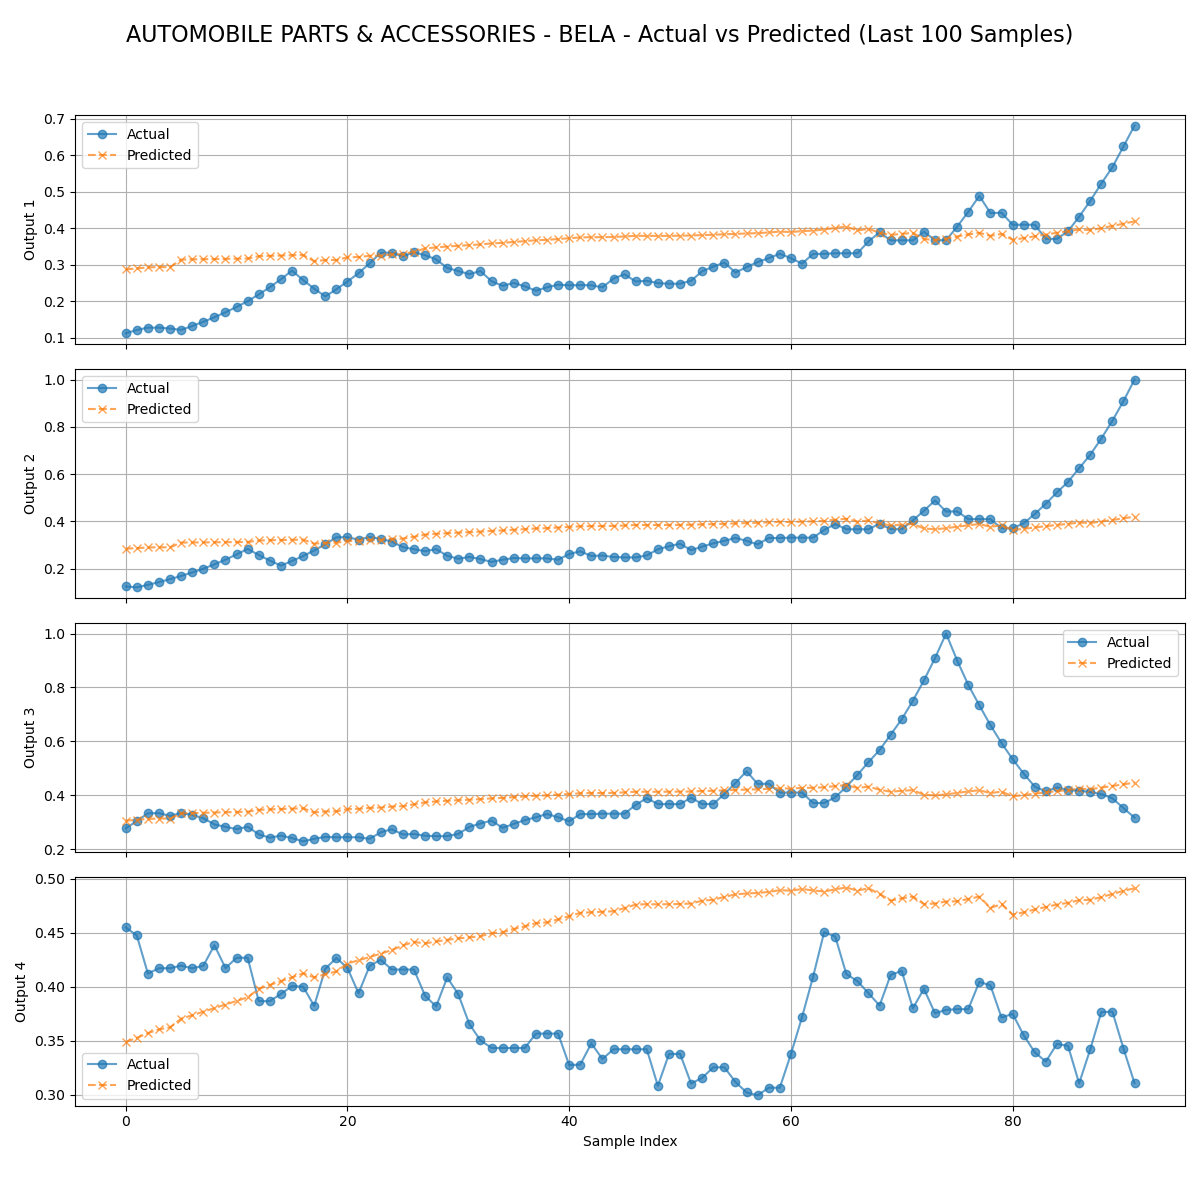 AUTOMOBILE PARTS & ACCESSORIES - BELA - Actual vs Predicted (Last 100 Samples)
0.7
0.6
0.5
0.4
0.3
0.2
0.1
Output 1
Actual
Predicted
1.0
0.8
0.6
0.4
0.2
Output 2
Actual
Predicted
1.0
0.8
0.6
0.4
0.2
Output 3
Actual
Predicted
0.50
0.45
0.40
0.35
0.30
Output 4
Actual
Predicted
0
20
40
60
80
Sample Index